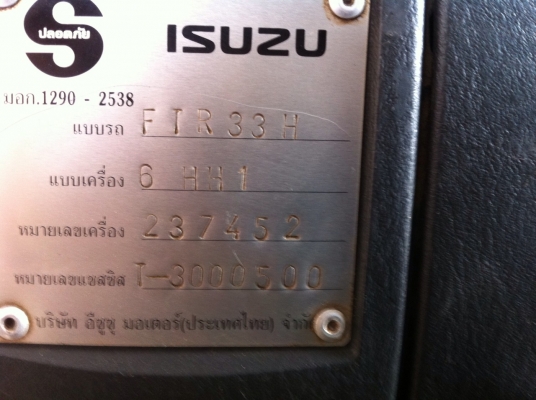 ปลอดภัย
ISUZU
มอก.1290 - 2538
แบบรถ FTR33H
แบบเครื่อง 6 HH1
หมายเลขเครื่อง 237452
หมายเลขแชสซิส T-3000500
บริษัท อีซูซุ มอเตอร์(ประเทศไทย) จำกัด